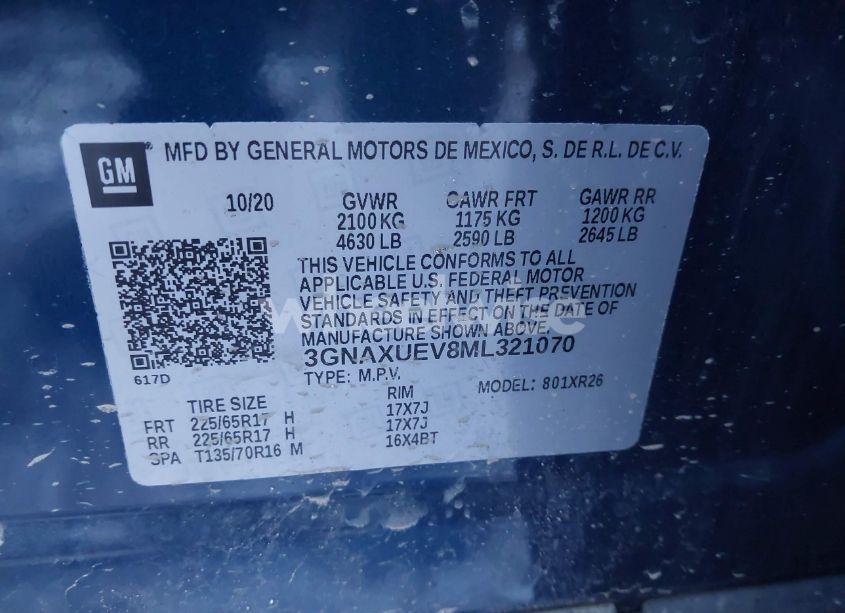 GM
MFD BY GENERAL MOTORS DE MEXICO, S. DE R.L. DE C.V.
10/20 GVWR GAWR FRT GAWR RR
2100 KG 1175 KG 1200 KG
4630 LB 2590 LB 2645 LB
THIS VEHICLE CONFORMS TO ALL
APPLICABLE U.S. FEDERAL MOTOR
VEHICLE SAFETY AND THEFT PREVENTION
STANDARDS IN EFFECT ON THE DATE OF
MANUFACTURE SHOWN ABOVE.
3GNAXUEV8ML321070
617D
TYPE: M.P.V. MODEL: 801XR26
TIRE SIZE RIM
FRT 225/65R17 H 17X7J
RR 225/65R17 H 17X7J
SPA T135/70R16 M 16X4BT